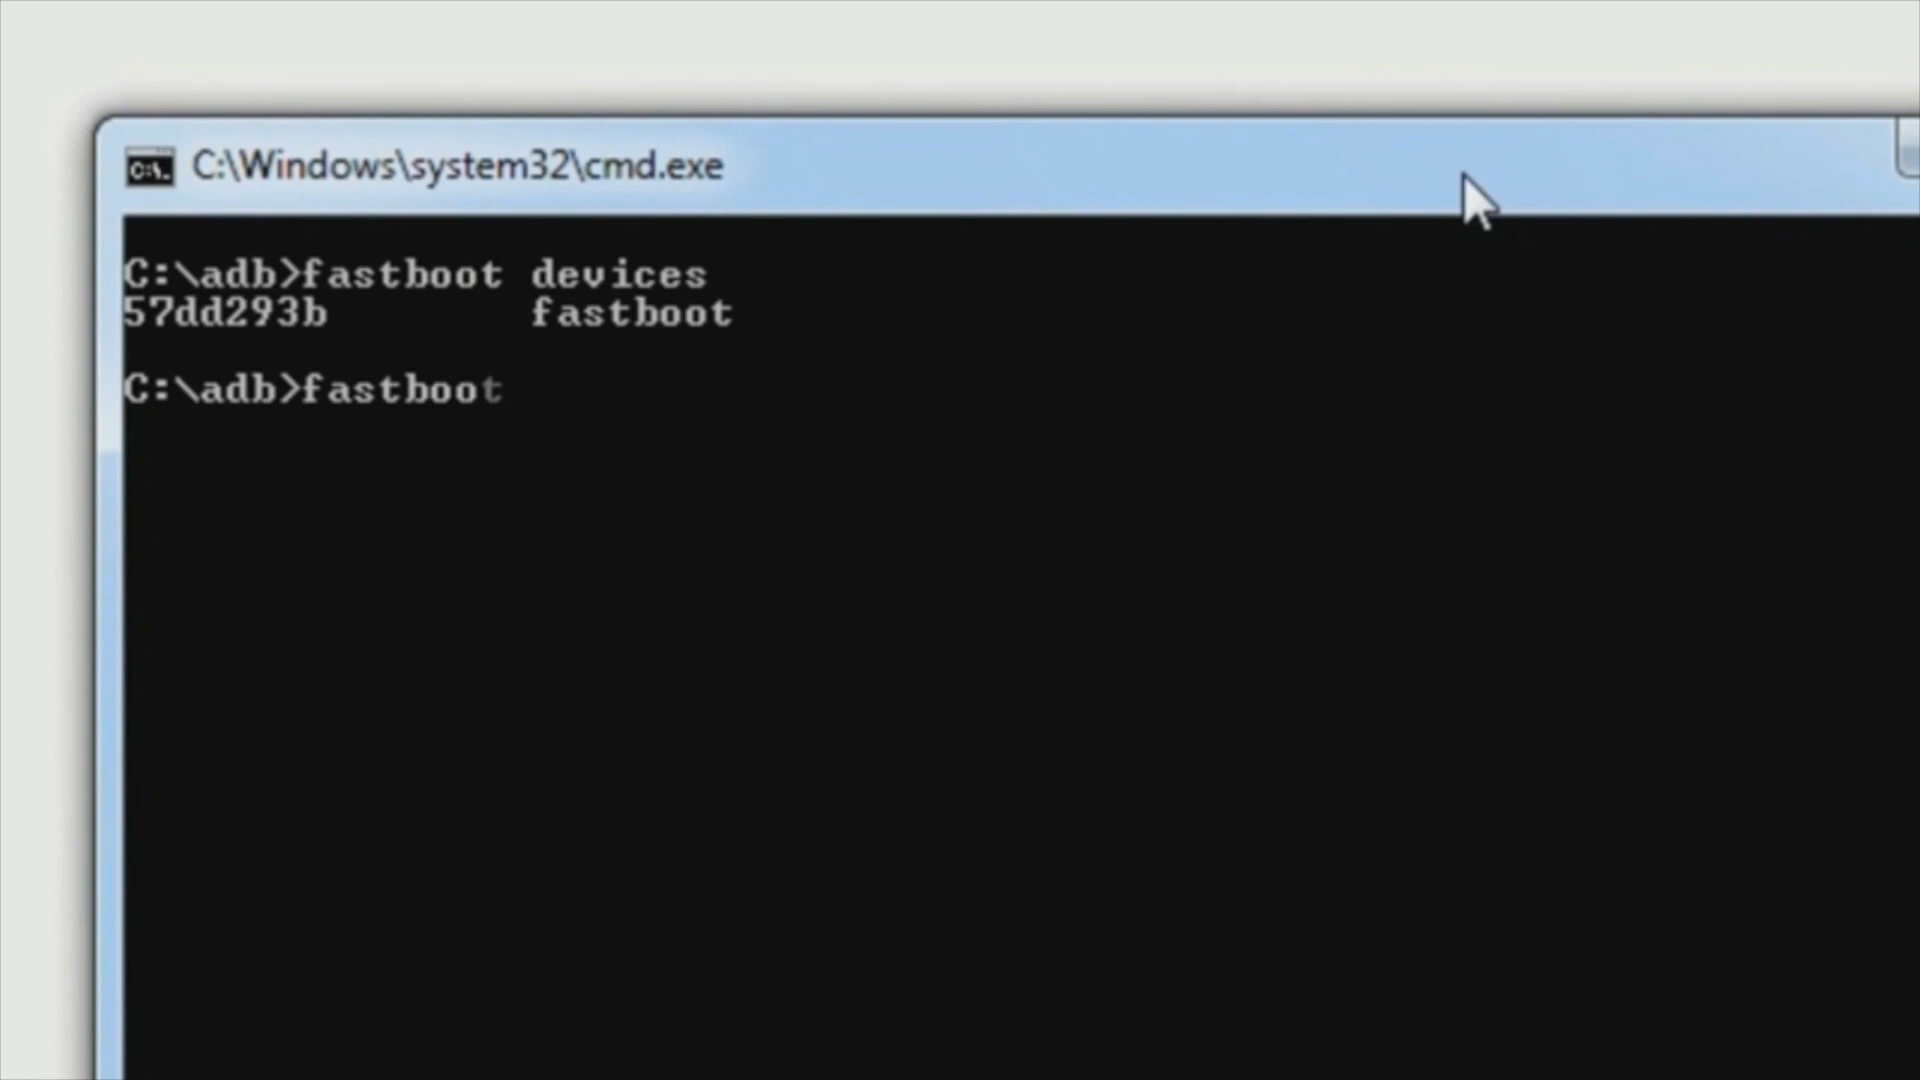 C:\Windows\system32\cmd.exe
C:\adb>fastboot devices
57dd293b        fastboot
C:\adb>fastboot